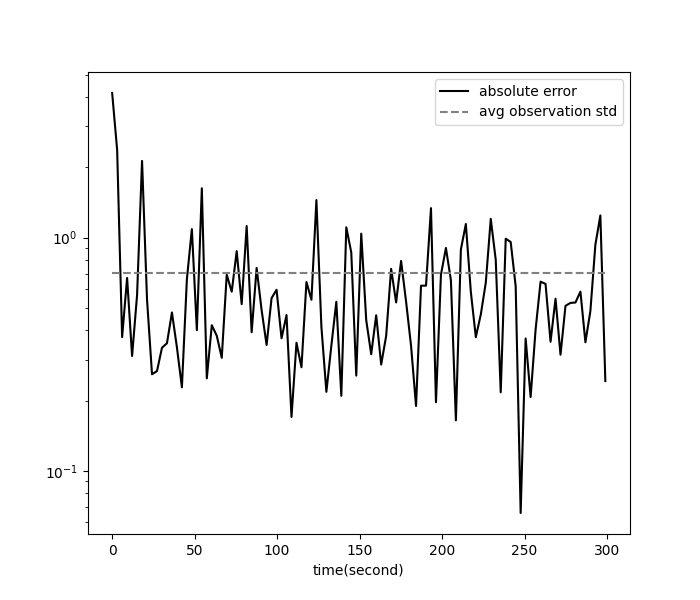 absolute error
avg observation std
10⁰
10⁻¹
0 50 100 150 200 250 300
time(second)